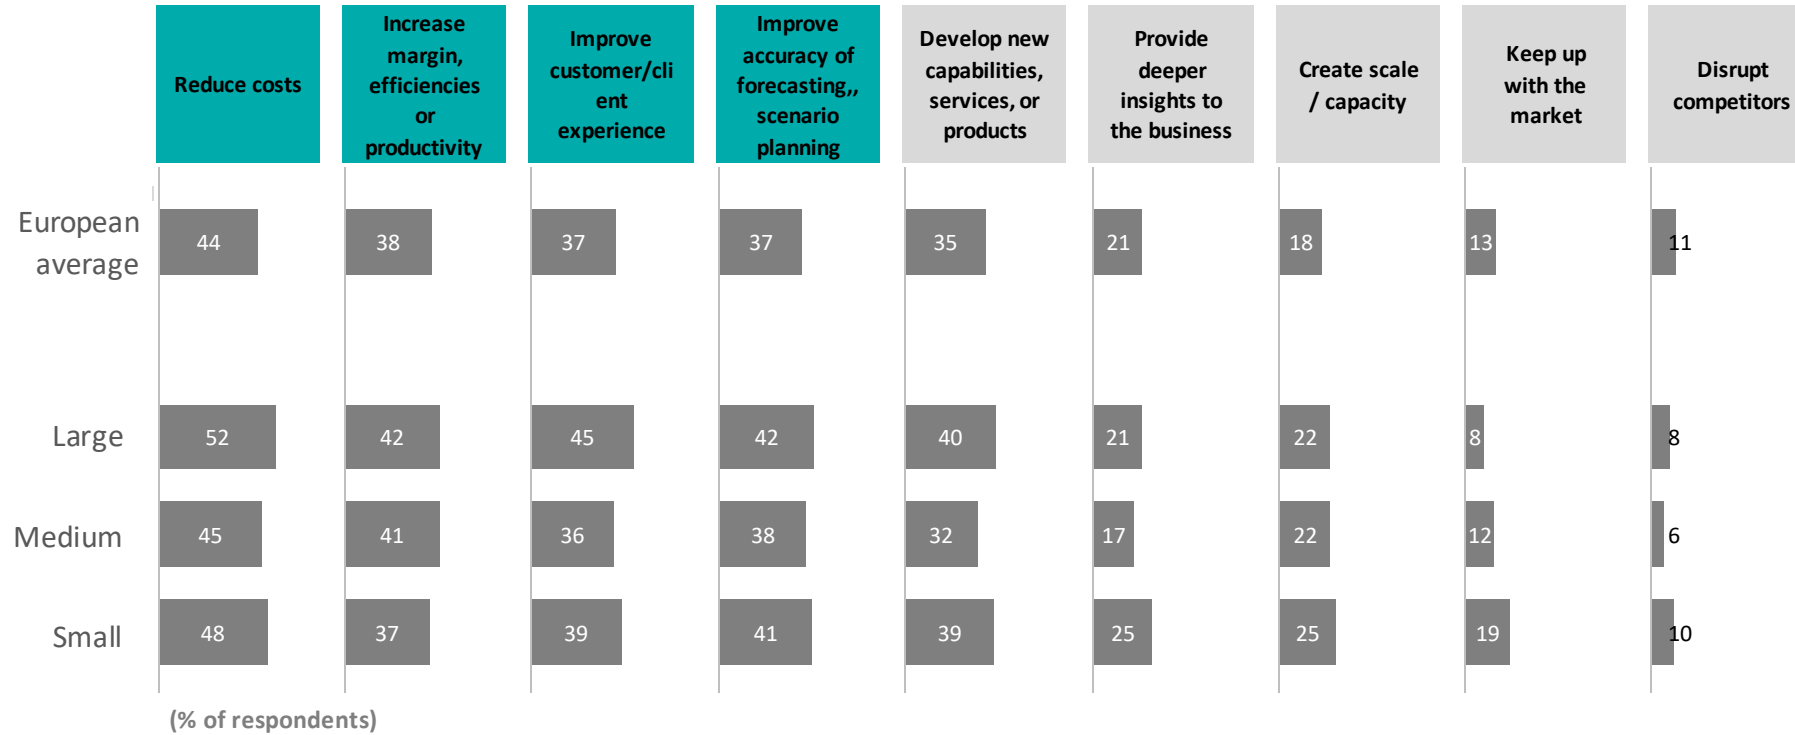 Reduce costs
Increase
margin,
efficiencies
or
productivity
Improve
customer/cli
ent
experience
Improve
accuracy of
forecasting,,
scenario
planning
Develop new
capabilities,
services, or
products
Provide
deeper
insights to
the business
Create scale
/ capacity
Keep up
with the
market
Disrupt
competitors
European
average
44
38
37
37
35
21
18
13
11
Large
52
42
45
42
40
21
22
8
8
Medium
45
41
36
38
32
17
22
12
6
Small
48
37
39
41
39
25
25
19
10
(% of respondents)